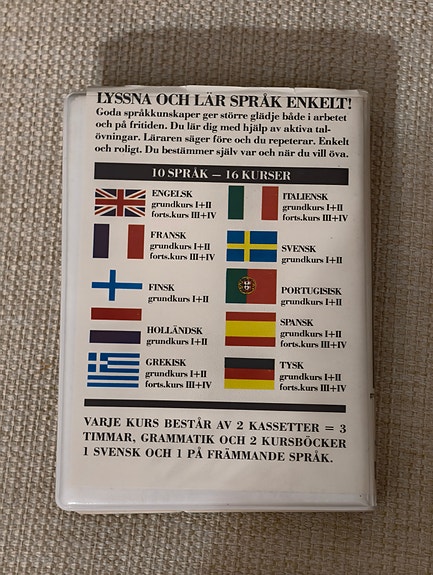 LYSSNA OCH LÄR SPRÅK ENKELT!
Goda språkkunskaper ger större glädje både i arbetet
och på fritiden. Du lär dig med hjälp av aktiva tal-
övningar. Läraren säger före och du repeterar. Enkelt
och roligt. Du bestämmer själv var och när du vill öva.
10 SPRÅK – 16 KURSER
ENGELSK
grundkurs I+II
forts.kurs III+IV
FRANSK
grundkurs I+II
forts.kurs III+IV
FINSK
grundkurs I+II
HOLLÄNDSK
grundkurs I+II
GREKISK
grundkurs I+II
forts.kurs III+IV
ITALIENSK
grundkurs I+II
forts.kurs III+IV
SVENSK
grundkurs I+II
PORTUGISISK
grundkurs I+II
SPANSK
grundkurs I+II
forts.kurs III+IV
TYSK
grundkurs I+II
forts.kurs III+IV
VARJE KURS BESTÅR AV 2 KASSETTER = 3
TIMMAR, GRAMMATIK OCH 2 KURSBÖCKER
1 SVENSK OCH 1 PÅ FRÄMMANDE SPRÅK.